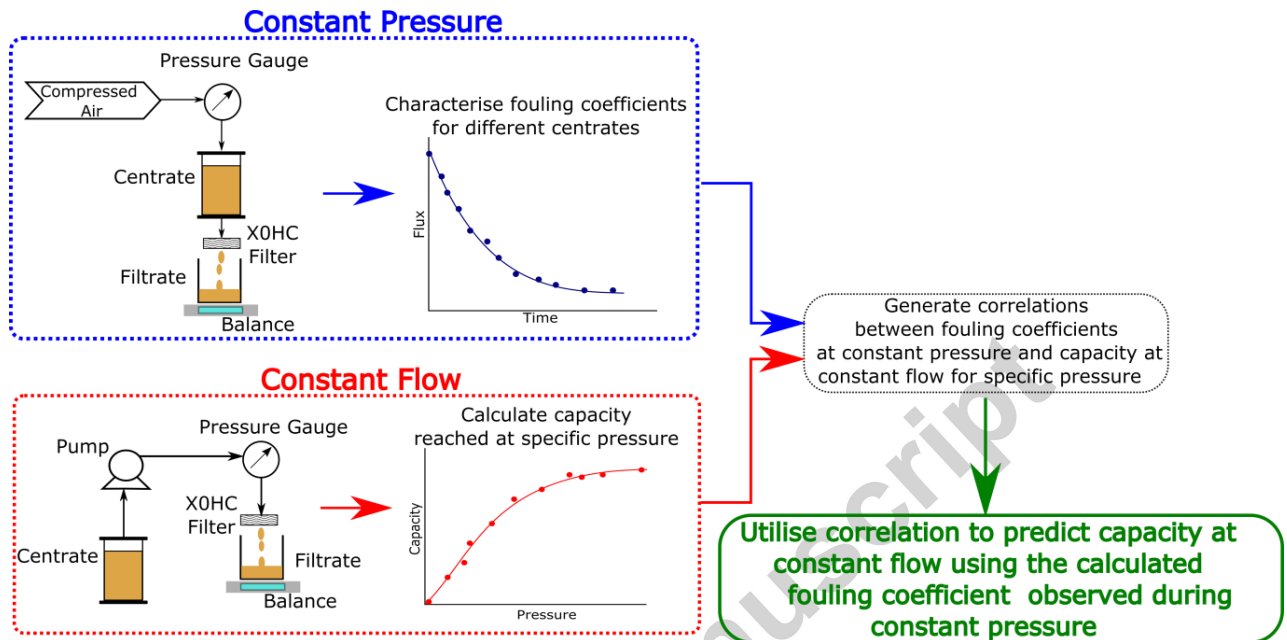 Constant Pressure
Pressure Gauge
Compressed
Air
Centrate
X0HC
Filter
Filtrate
Balance
Characterise fouling coefficients
for different centrates
Flux
Time
Constant Flow
Pump
Pressure Gauge
X0HC
Filter
Centrate
Filtrate
Balance
Calculate capacity
reached at specific pressure
Capacity
Pressure
Generate correlations
between fouling coefficients
at constant pressure and capacity at
constant flow for specific pressure
Utilise correlation to predict capacity at
constant flow using the calculated
fouling coefficient observed during
constant pressure